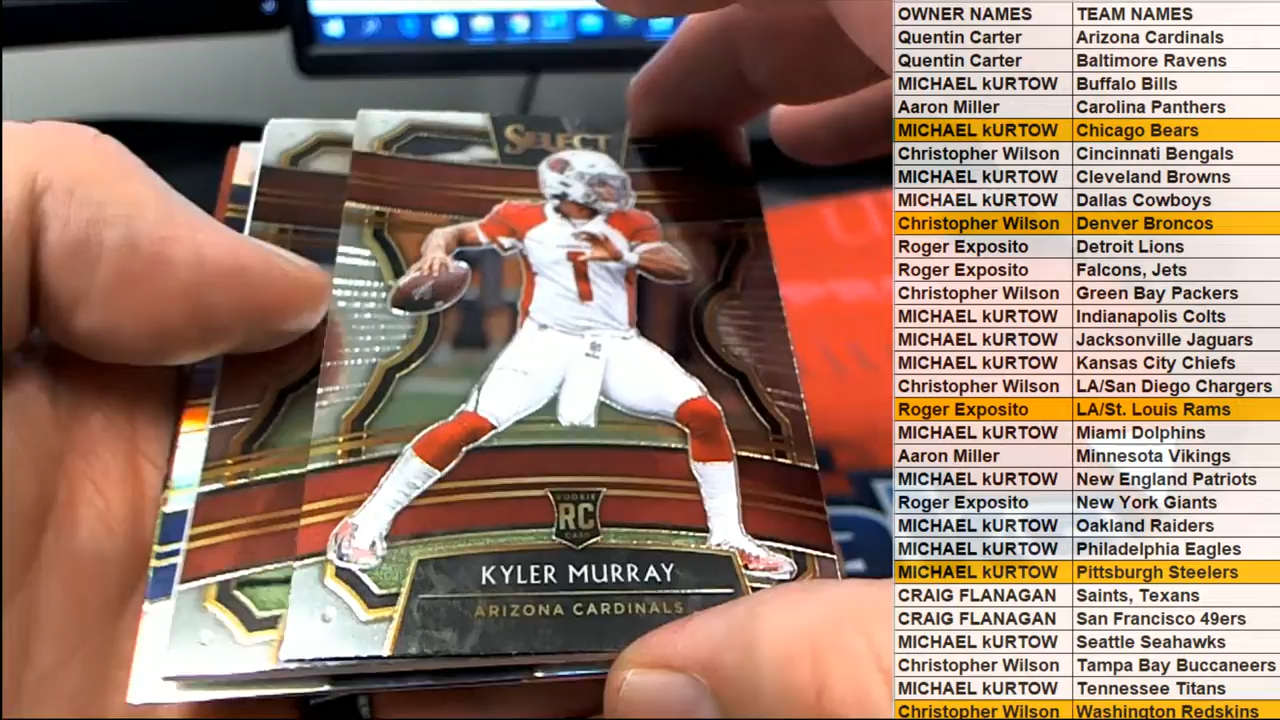 SELECT
1
ROOKIE
RC
CARD
KYLER MURRAY
ARIZONA CARDINALS
OWNER NAMES TEAM NAMES
Quentin Carter Arizona Cardinals
Quentin Carter Baltimore Ravens
MICHAEL kURTOW Buffalo Bills
Aaron Miller Carolina Panthers
MICHAEL kURTOW Chicago Bears
Christopher Wilson Cincinnati Bengals
MICHAEL kURTOW Cleveland Browns
MICHAEL kURTOW Dallas Cowboys
Christopher Wilson Denver Broncos
Roger Exposito Detroit Lions
Roger Exposito Falcons, Jets
Christopher Wilson Green Bay Packers
MICHAEL kURTOW Indianapolis Colts
MICHAEL kURTOW Jacksonville Jaguars
MICHAEL kURTOW Kansas City Chiefs
Christopher Wilson LA/San Diego Chargers
Roger Exposito LA/St. Louis Rams
MICHAEL kURTOW Miami Dolphins
Aaron Miller Minnesota Vikings
MICHAEL kURTOW New England Patriots
Roger Exposito New York Giants
MICHAEL kURTOW Oakland Raiders
MICHAEL kURTOW Philadelphia Eagles
MICHAEL kURTOW Pittsburgh Steelers
CRAIG FLANAGAN Saints, Texans
CRAIG FLANAGAN San Francisco 49ers
MICHAEL kURTOW Seattle Seahawks
Christopher Wilson Tampa Bay Buccaneers
MICHAEL kURTOW Tennessee Titans
Christopher Wilson Washington Redskins